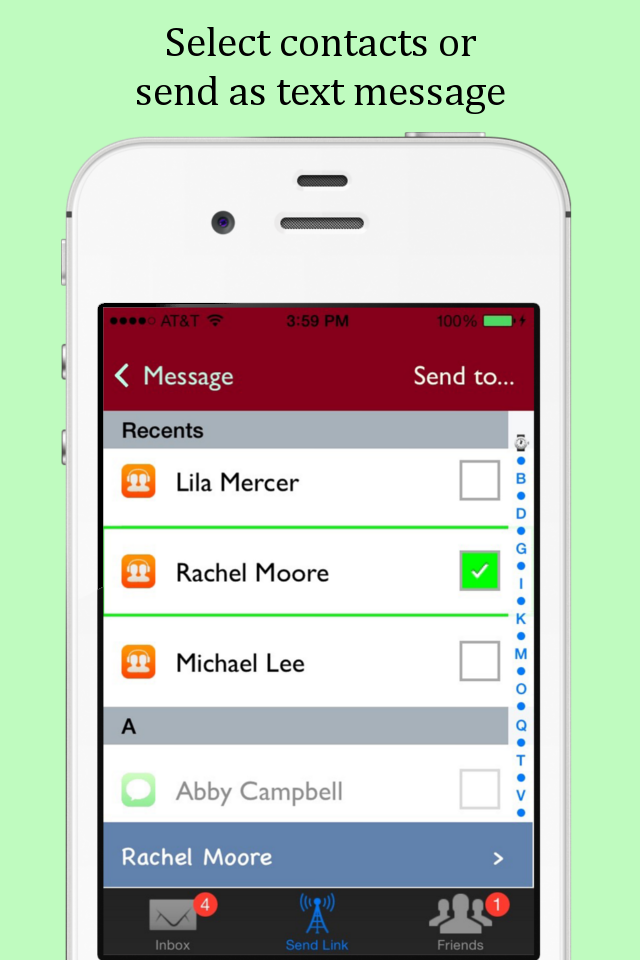 Select contacts or
send as text message
AT&T 3:59 PM 100%
Message Send to...
Recents
Lila Mercer
B
D
Rachel Moore
G
I
K
Michael Lee
M
O
A
Q
T
Abby Campbell
V
Rachel Moore >
4 1
Inbox Send Link Friends